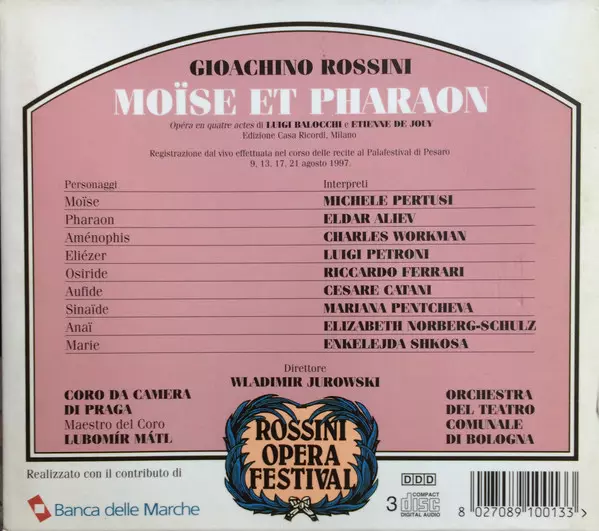 GIOACHINO ROSSINI
MOÏSE ET PHARAON
Opéra en quatre actes di LUIGI BALOCCHI e ETIENNE DE JOUY
Edizione Casa Ricordi, Milano
Registrazione dal vivo effettuata nel corso delle recite al Palafestival di Pesaro
9, 13, 17, 21 agosto 1997.
Personaggi Interpreti
Moïse MICHELE PERTUSI
Pharaon ELDAR ALIEV
Aménophis CHARLES WORKMAN
Eliézer LUIGI PETRONI
Osiride RICCARDO FERRARI
Aufide CESARE CATANI
Sinaïde MARIANA PENTCHEVA
Anaï ELIZABETH NORBERG-SCHULZ
Marie ENKELEJDA SHKOSA
Direttore
WLADIMIR JUROWSKI
CORO DA CAMERA
DI PRAGA
Maestro del Coro
LUBOMÍR MÁTL
ORCHESTRA
DEL TEATRO
COMUNALE
DI BOLOGNA
ROSSINI
OPERA
FESTIVAL
Realizzato con il contributo di
Banca delle Marche
DDD
3 COMPACT
disc
DIGITAL AUDIO
8 027089 100133 >